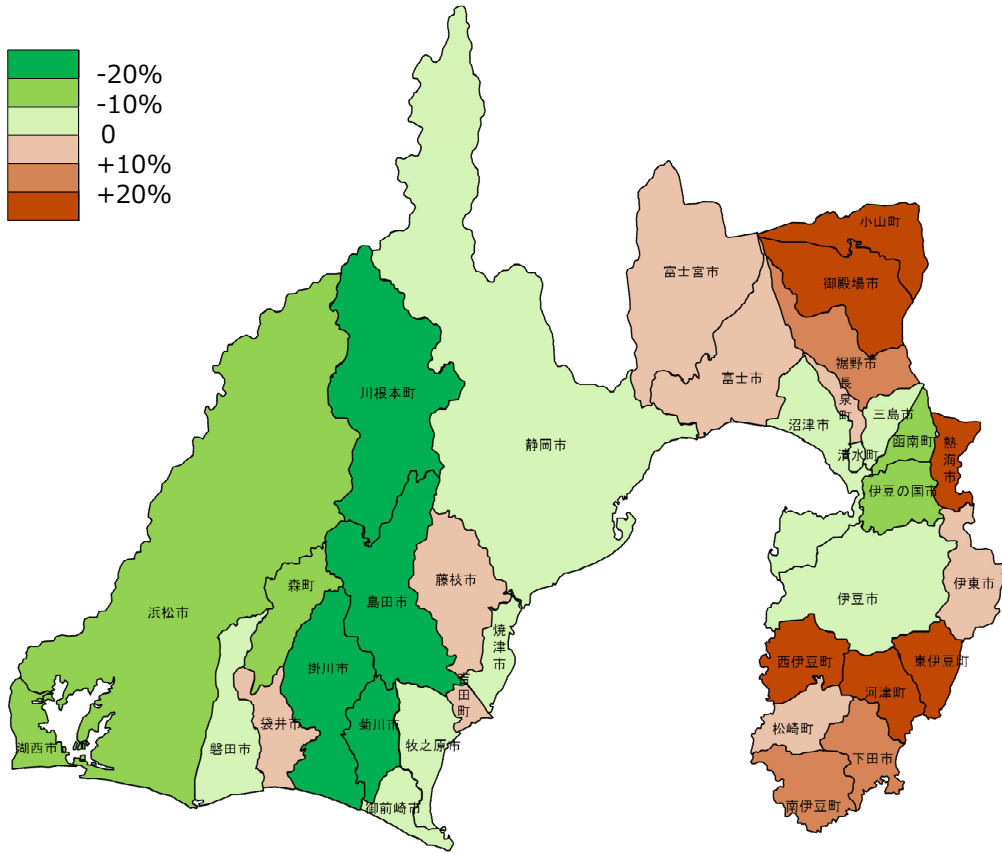 -20%
-10%
0
+10%
+20%
小山町
御殿場市
富士宮市
裾野市
富士市
長泉町
三島市
沼津市
函南町
清水町
熱海市
伊豆の国市
川根本町
静岡市
伊東市
藤枝市
森町
島田市
浜松市
伊豆市
焼津市
西伊豆町
東伊豆町
掛川市
吉田町
河津町
菊川市
袋井市
松崎町
牧之原市
湖西市
磐田市
下田市
御前崎市
南伊豆町